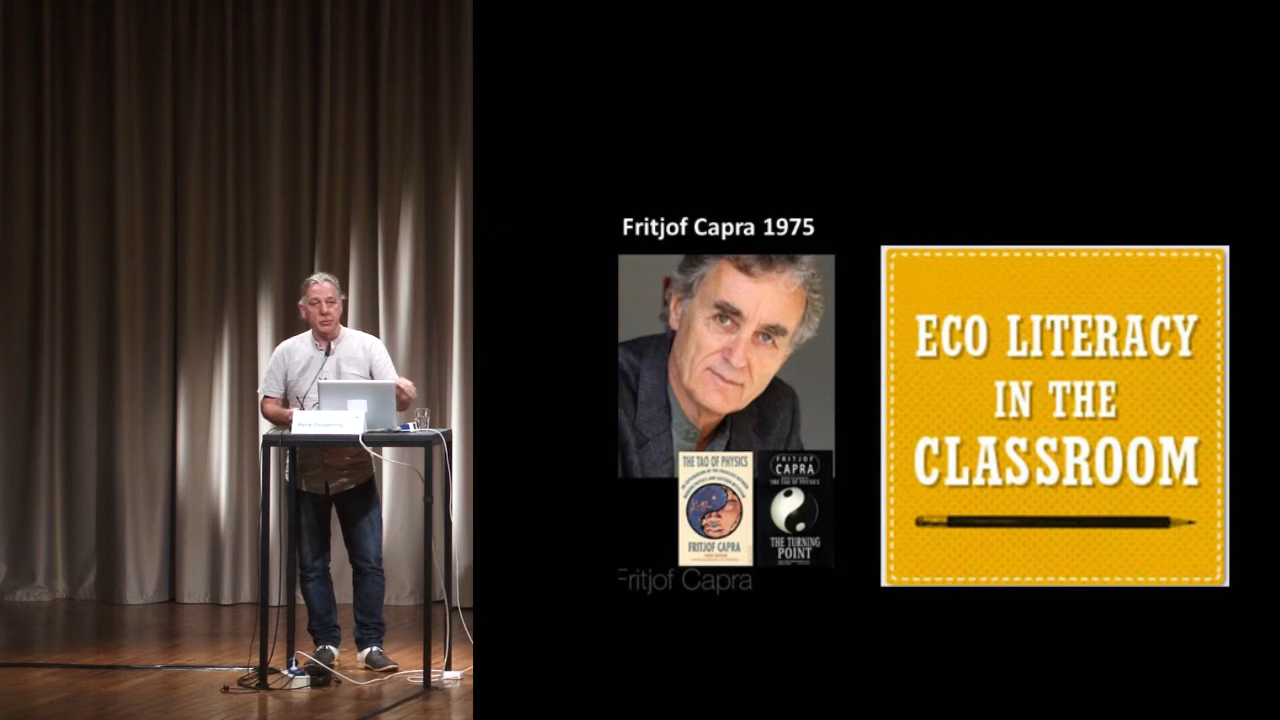 Fritjof Capra 1975
ECO LITERACY
IN THE
CLASSROOM
THE TAO OF PHYSICS
FRITJOF CAPRA
FRITJOF
CAPRA
THE TAO OF PHYSICS
THE TURNING
POINT
Fritjof Capra